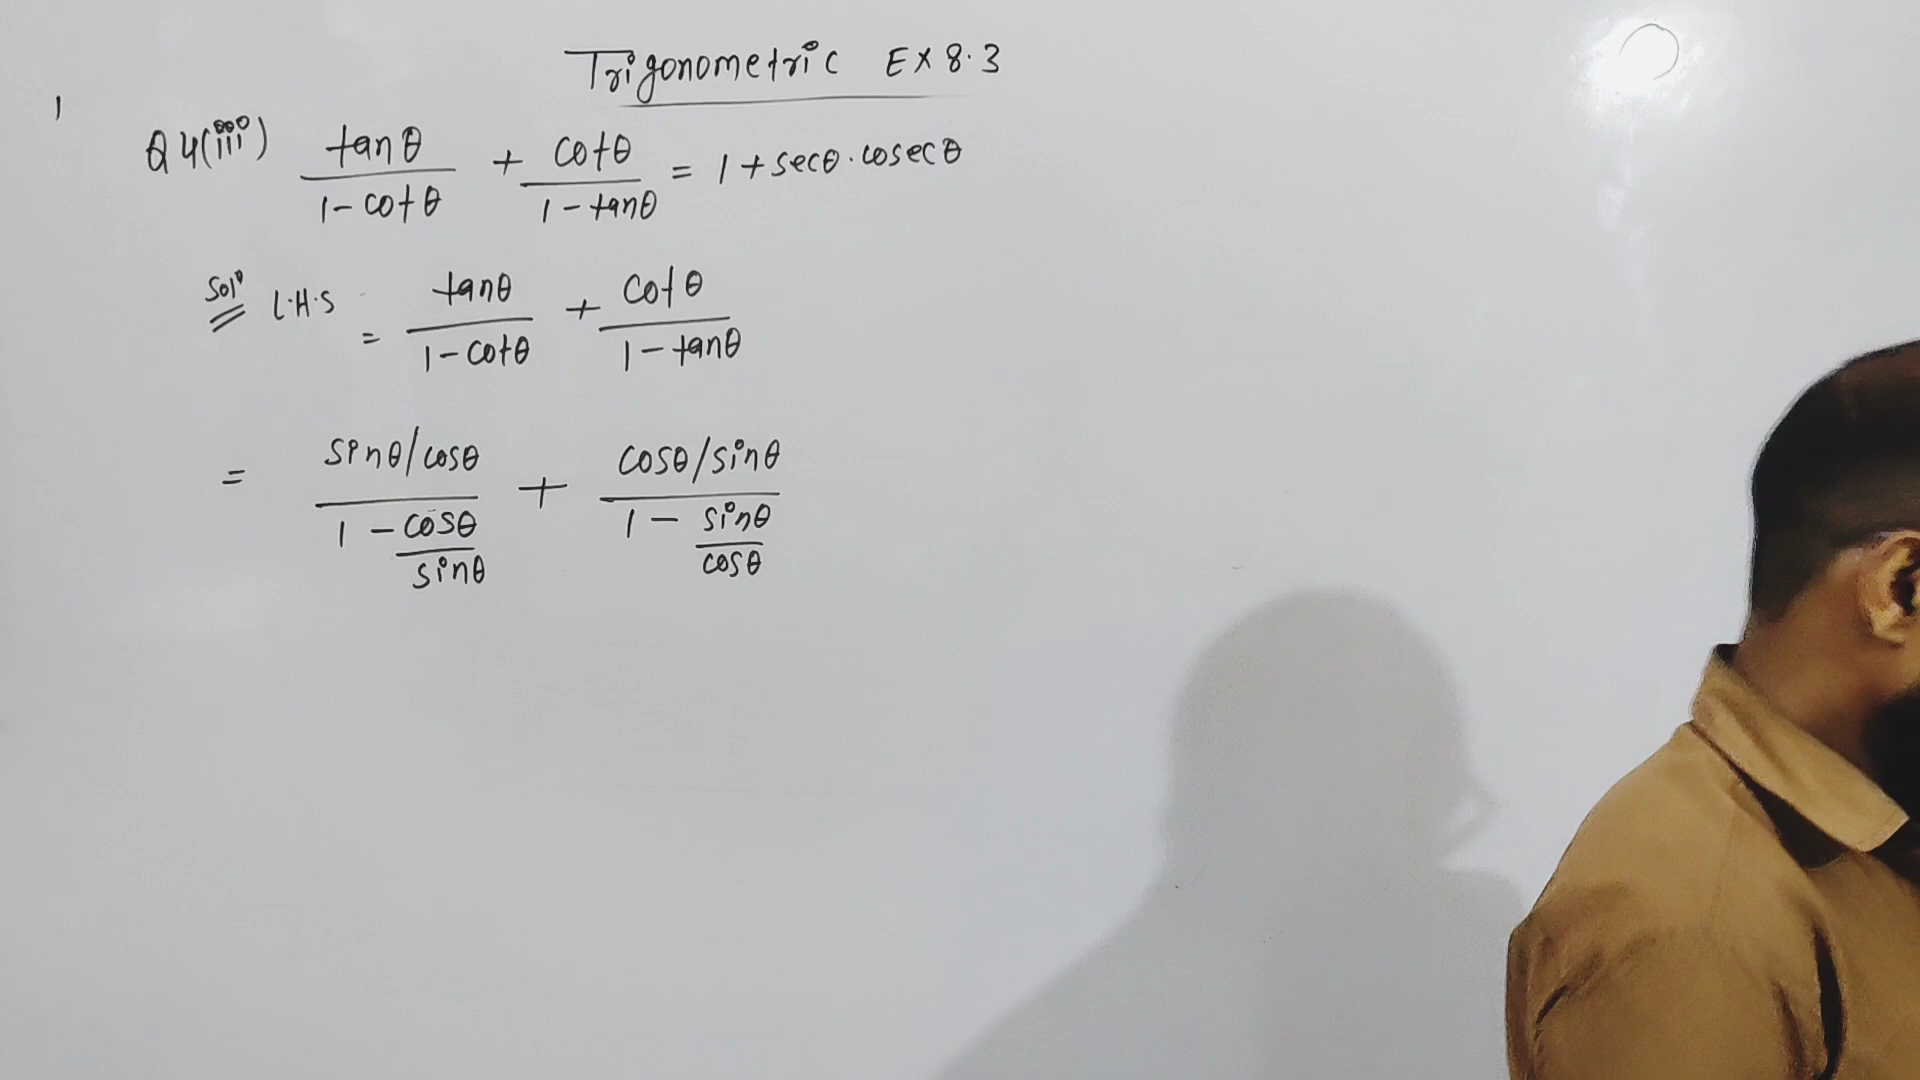 Trigonometric EX 8.3
Q4(iii) tanθ/1-cotθ + cotθ/1-tanθ = 1+secθ.cosecθ
Solⁿ L.H.S = tanθ/1-cotθ + cotθ/1-tanθ
= sinθ/cosθ/1-cosθ/sinθ + cosθ/sinθ/1-sinθ/cosθ